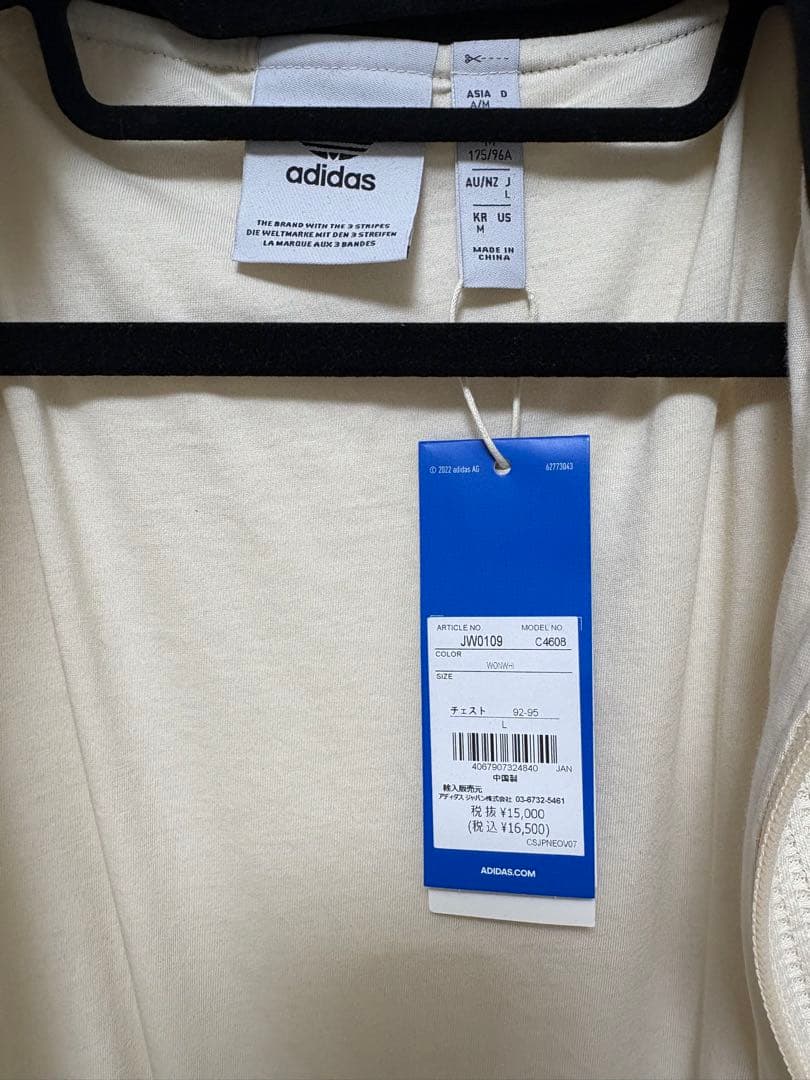 adidas
THE BRAND WITH THE 3 STRIPES
DIE WELTMARKE MIT DEN 3 STREIFEN
LA MARQUE AUX 3 BANDES
ASIA D
A/M
175/96A
AU/NZ J
L
KR US
M
MADE IN
CHINA
© 2022 adidas AG 62773043
ARTICLE NO. MODEL NO.
JW0109 C4608
COLOR
WONWHI
SIZE
チェスト 92-95
L
4067907324840 JAN
中国製
輸入販売元
アディダス ジャパン株式会社 03-6732-5461
税抜 ¥15,000
(税込 ¥16,500)
CSJPNEOV07
ADIDAS.COM